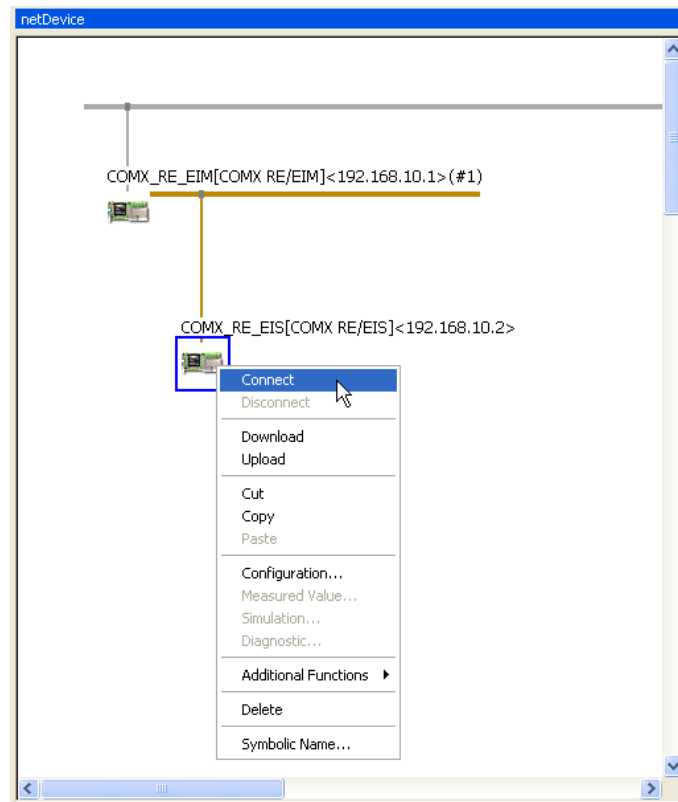 netDevice
COMX_RE_EIM[COMX RE/EIM]<192.168.10.1>(#1)
COMX_RE_EIS[COMX RE/EIS]<192.168.10.2>
Connect
Disconnect
Download
Upload
Cut
Copy
Paste
Configuration...
Measured Value...
Simulation...
Diagnostic...
Additional Functions
Delete
Symbolic Name...